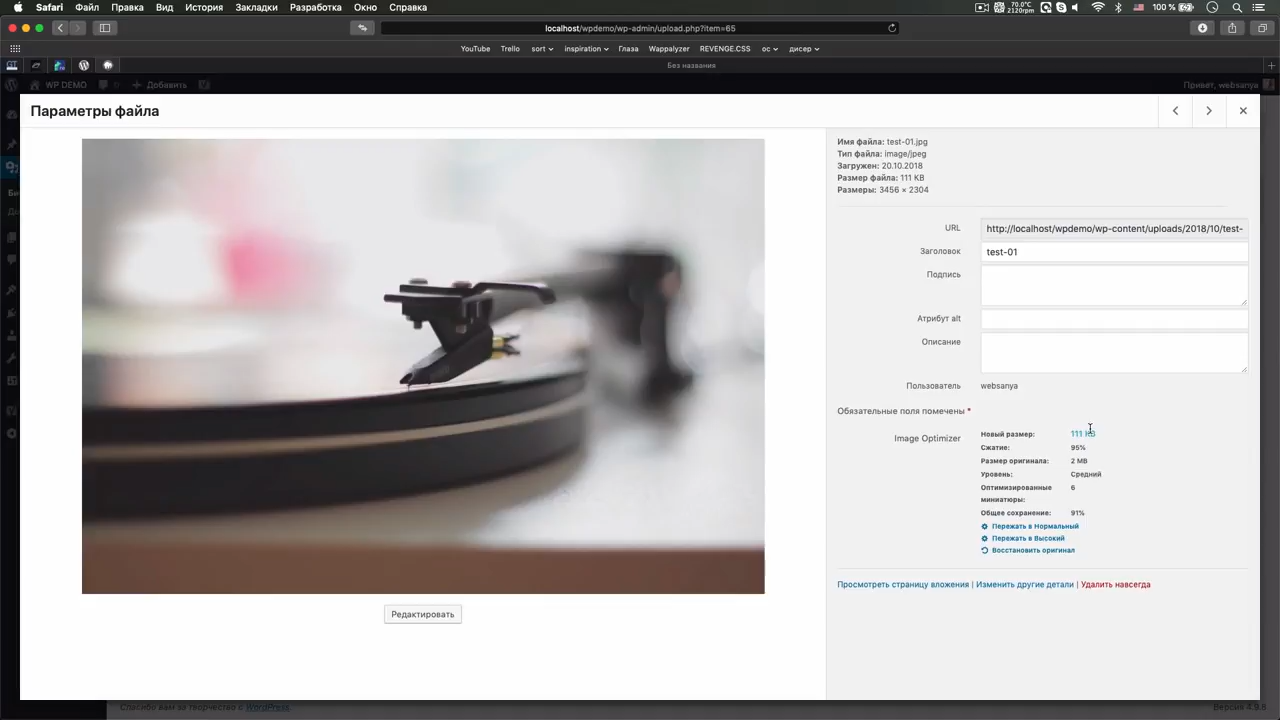 Safari Файл Правка Вид История Закладки Разработка Окно Справка
70.0°C
2120rpm
100 %
localhost/wpdemo/wp-admin/upload.php?item=65
YouTube Trello sort inspiration Глаза Wappalyzer REVENGE.CSS ос дисер
Без названия
WP DEMO Добавить Привет, websanya
Параметры файла
Имя файла: test-01.jpg
Тип файла: image/jpeg
Загружен: 20.10.2018
Размер файла: 111 KB
Размеры: 3456 × 2304
URL http://localhost/wpdemo/wp-content/uploads/2018/10/test-
Заголовок test-01
Подпись
Атрибут alt
Описание
Пользователь websanya
Обязательные поля помечены *
Image Optimizer
Новый размер: 111 KB
Сжатие: 95%
Размер оригинала: 2 MB
Уровень: Средний
Оптимизированные 6
миниатюры:
Общее сохранение: 91%
Пережать в Нормальный
Пережать в Высокий
Восстановить оригинал
Просмотреть страницу вложения | Изменить другие детали | Удалить навсегда
Редактировать
Спасибо вам за творчество с WordPress. Версия 4.9.8